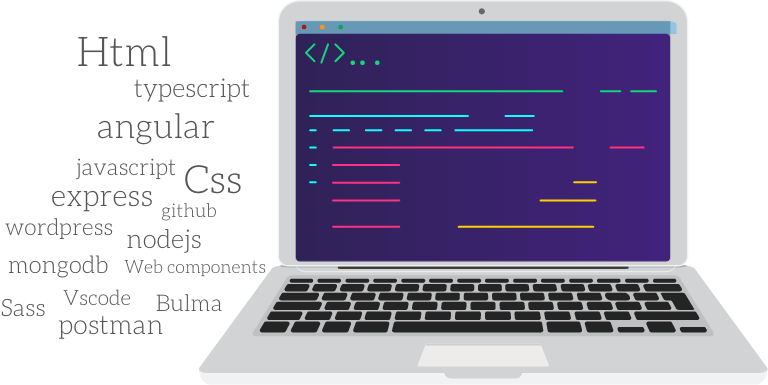 Html
typescript
angular
javascript
Css
express
github
wordpress
nodejs
mongodb
Web components
Vscode
Sass
Bulma
postman
</>...